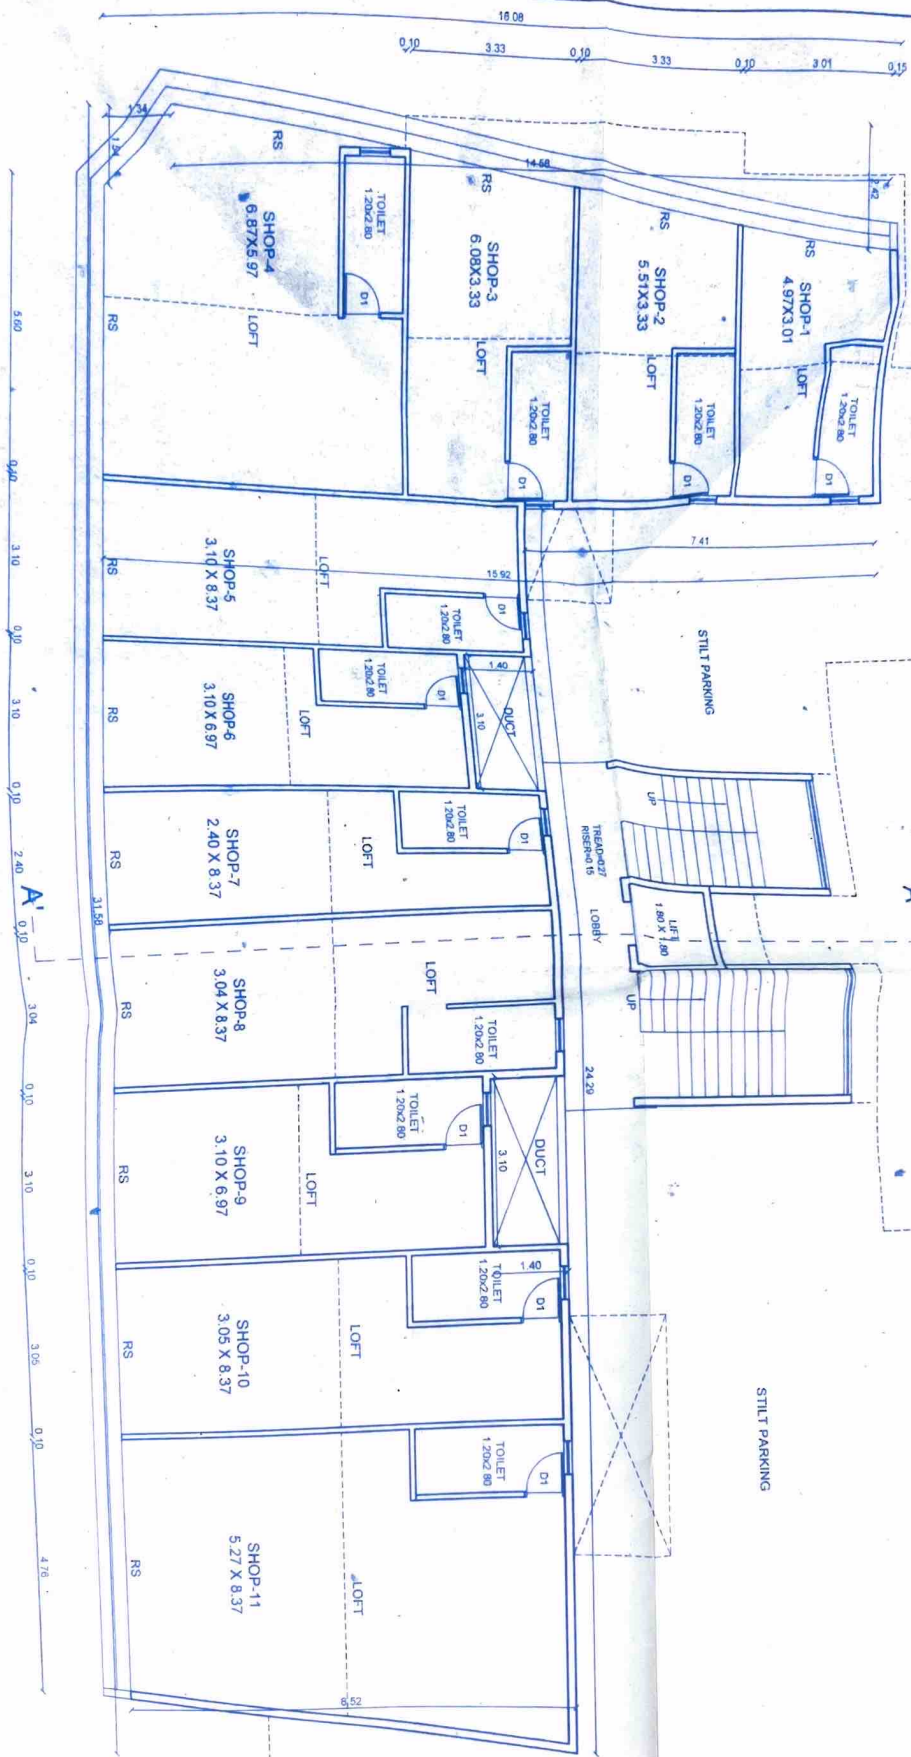 16.08
0.10
3.33
0.10
3.33
0.10
3.01
0.15
1.34
1.94
14.58
2.42
RS
RS
RS
RS
SHOP-4
6.87X5.97
TOILET
1.20x2.80
D1
LOFT
RS
SHOP-3
6.08X3.33
LOFT
TOILET
1.20x2.80
D1
SHOP-2
5.51X3.33
LOFT
TOILET
1.20x2.80
D1
SHOP-1
4.97X3.01
LOFT
TOILET
1.20x2.80
D1
7.41
15.92
SHOP-5
3.10 X 8.37
LOFT
RS
TOILET
1.20x2.80
D1
STILT PARKING
SHOP-6
3.10 X 6.97
LOFT
RS
TOILET
1.20x2.80
D1
1.40
DUCT
3.10
SHOP-7
2.40 X 8.37
LOFT
RS
TOILET
1.20x2.80
D1
UP
TREAD=0.27
RISER=0.15
LOBBY
LIFT
1.80 X 1.80
UP
A'
31.58
SHOP-8
3.04 X 8.37
LOFT
RS
TOILET
1.20x2.80
24.29
SHOP-9
3.10 X 6.97
LOFT
RS
TOILET
1.20x2.80
D1
DUCT
3.10
SHOP-10
3.05 X 8.37
LOFT
RS
TOILET
1.20x2.80
1.40
D1
STILT PARKING
SHOP-11
5.27 X 8.37
LOFT
RS
TOILET
1.20x2.80
D1
8.52
5.60
0.10
3.10
0.10
3.10
0.10
2.40
0.10
3.04
0.10
3.10
0.10
3.05
0.10
4.76